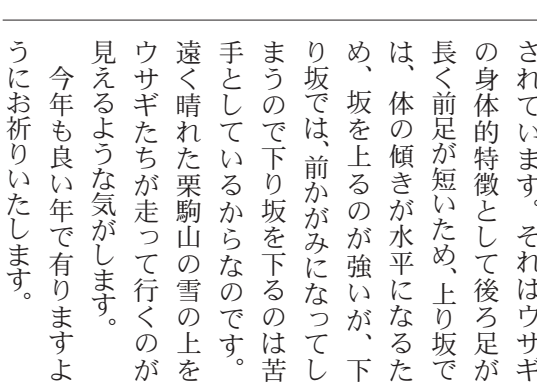 されています。それはウサギ
の身体的特徴として後ろ足が
長く前足が短いため、上り坂で
は、体の傾きが水平になるた
め、坂を上るのが強いが、下
り坂では、前かがみになってし
まうので下り坂を下るのは苦
手としているからなのです。
遠く晴れた栗駒山の雪の上を
ウサギたちが走って行くのが
見えるような気がします。
今年も良い年で有りますよ
うにお祈りいたします。